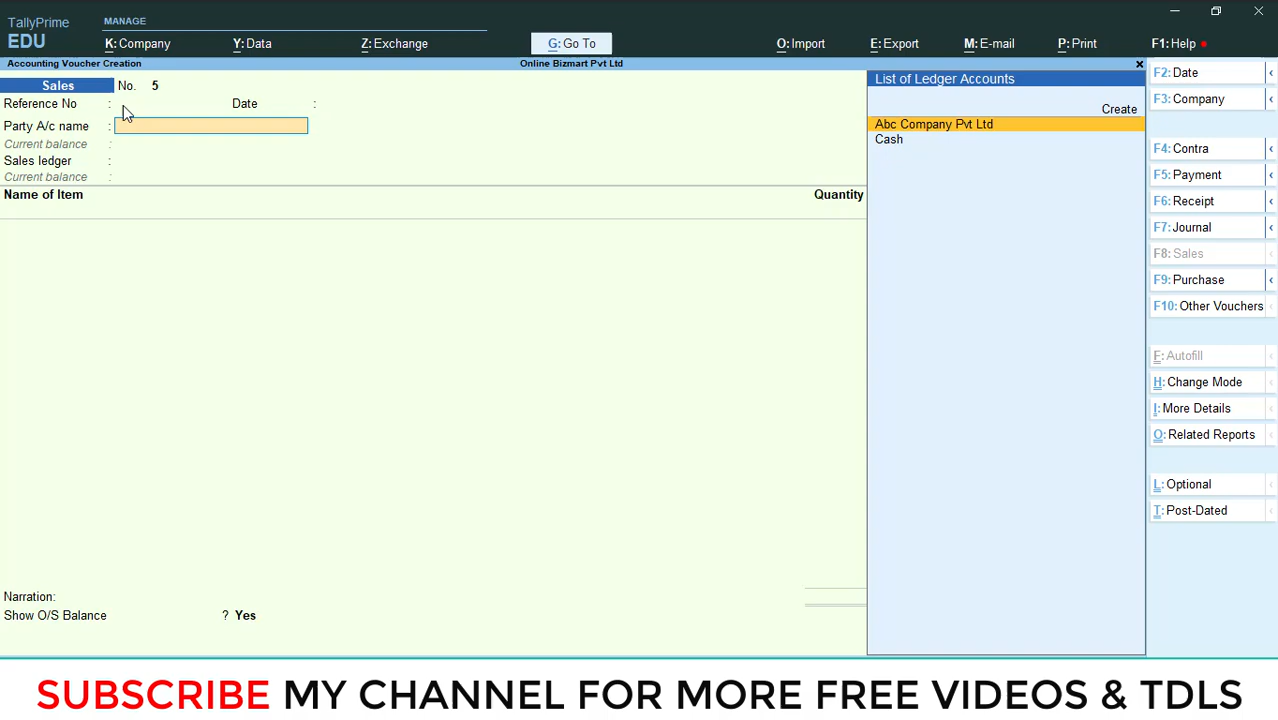 TallyPrime
EDU
MANAGE
K: Company
Y: Data
Z: Exchange
G: Go To
O: Import
E: Export
M: E-mail
P: Print
F1: Help
Accounting Voucher Creation
Online Bizmart Pvt Ltd
Sales No. 5
Reference No : Date :
Party A/c name :
Current balance :
Sales ledger :
Current balance :
Name of Item Quantity
Narration:
Show O/S Balance ? Yes
List of Ledger Accounts
Create
Abc Company Pvt Ltd
Cash
F2: Date
F3: Company
F4: Contra
F5: Payment
F6: Receipt
F7: Journal
F8: Sales
F9: Purchase
F10: Other Vouchers
F: Autofill
H: Change Mode
I: More Details
O: Related Reports
L: Optional
T: Post-Dated
SUBSCRIBE MY CHANNEL FOR MORE FREE VIDEOS & TDLS